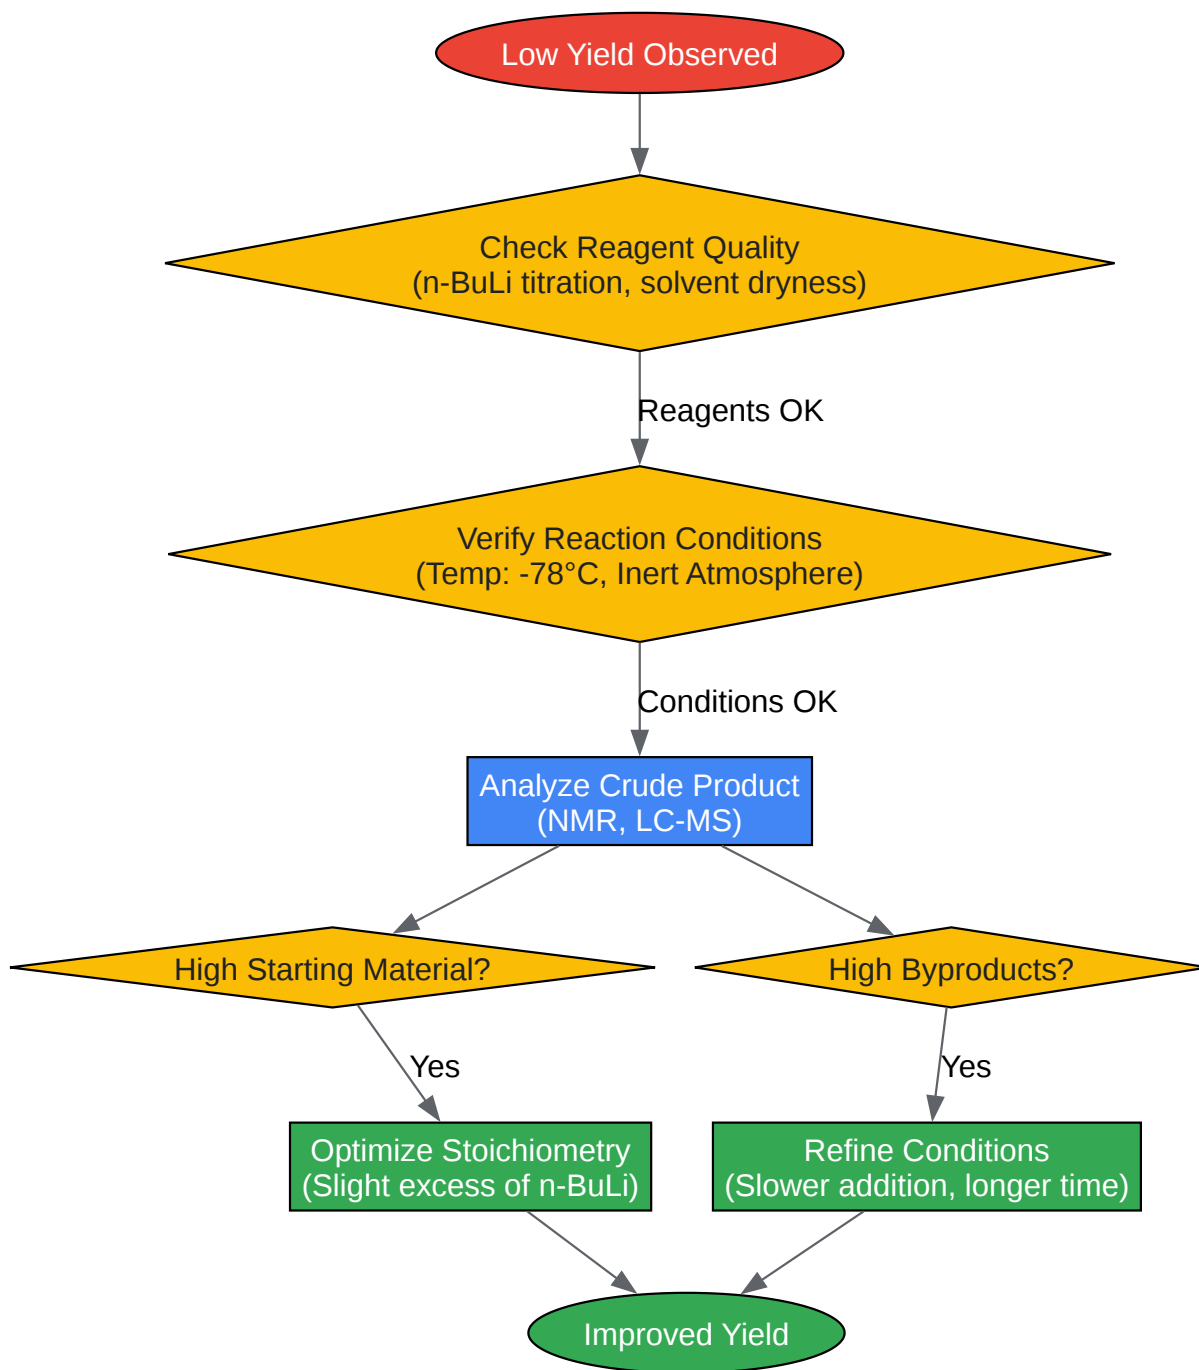 Low Yield Observed
Check Reagent Quality
(n-BuLi titration, solvent dryness)
Reagents OK
Verify Reaction Conditions
(Temp: -78°C, Inert Atmosphere)
Conditions OK
Analyze Crude Product
(NMR, LC-MS)
High Starting Material?
High Byproducts?
Yes
Yes
Optimize Stoichiometry
(Slight excess of n-BuLi)
Refine Conditions
(Slower addition, longer time)
Improved Yield